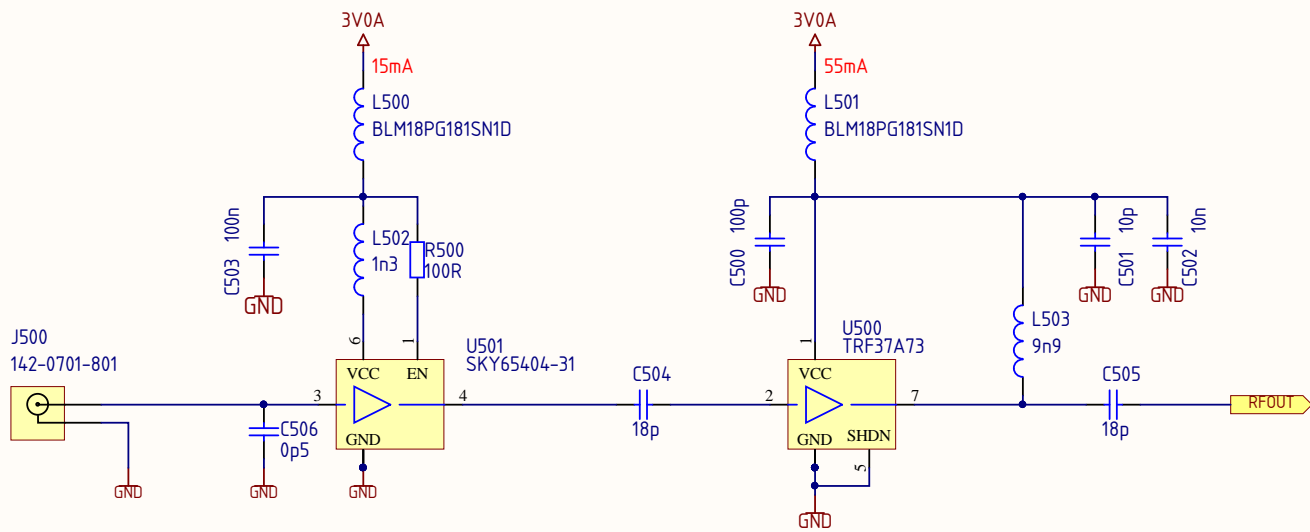 3V0A
15mA
L500
BLM18PG181SN1D
3V0A
55mA
L501
BLM18PG181SN1D
100n
C503
GND
L502
1n3
R500
100R
100p
C500
GND
10p
C501
GND
10n
C502
GND
L503
9n9
J500
142-0701-801
U501
SKY65404-31
6
1
VCC
EN
3
4
GND
C506
0p5
GND
GND
GND
C504
18p
U500
TRF37A73
1
VCC
2
7
GND
SHDN
5
GND
C505
18p
RFOUT